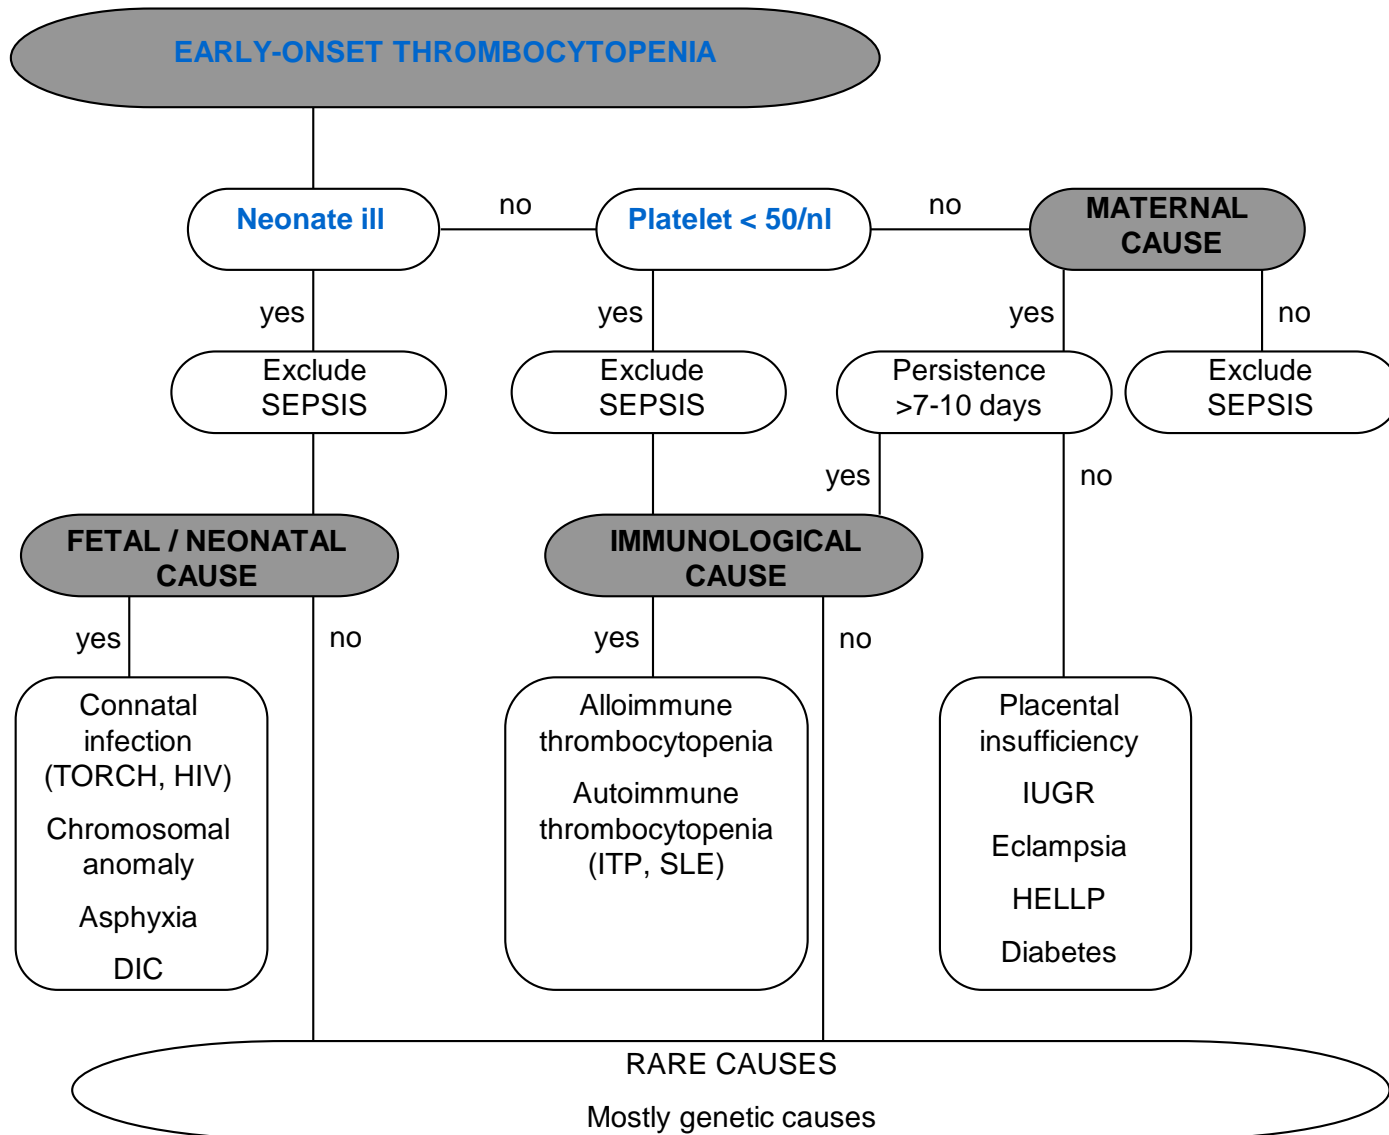 EARLY-ONSET THROMBOCYTOPENIA
Neonate ill
no
Platelet < 50/nl
no
MATERNAL
CAUSE
yes
yes
yes
no
Exclude
SEPSIS
Exclude
SEPSIS
Persistence
>7-10 days
Exclude
SEPSIS
yes
no
FETAL / NEONATAL
CAUSE
IMMUNOLOGICAL
CAUSE
yes
no
yes
no
Connatal
infection
(TORCH, HIV)
Chromosomal
anomaly
Asphyxia
DIC
Alloimmune
thrombocytopenia
Autoimmune
thrombocytopenia
(ITP, SLE)
Placental
insufficiency
IUGR
Eclampsia
HELLP
Diabetes
RARE CAUSES
Mostly genetic causes